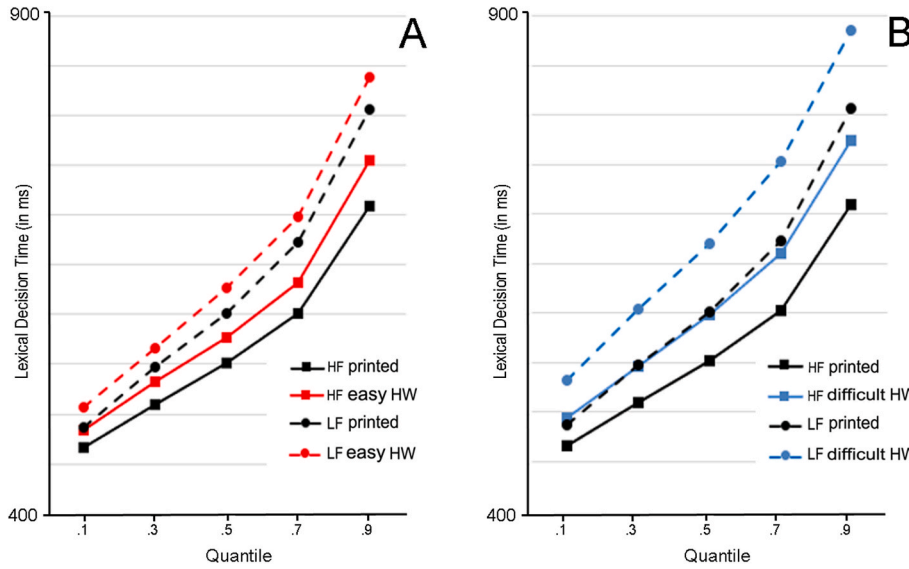 900
A
Lexical Decision Time (in ms)
HF printed
HF easy HW
LF printed
LF easy HW
400
.1 .3 .5 .7 .9
Quantile
900
B
Lexical Decision Time (in ms)
HF printed
HF difficult HW
LF printed
LF difficult HW
400
.1 .3 .5 .7 .9
Quantile